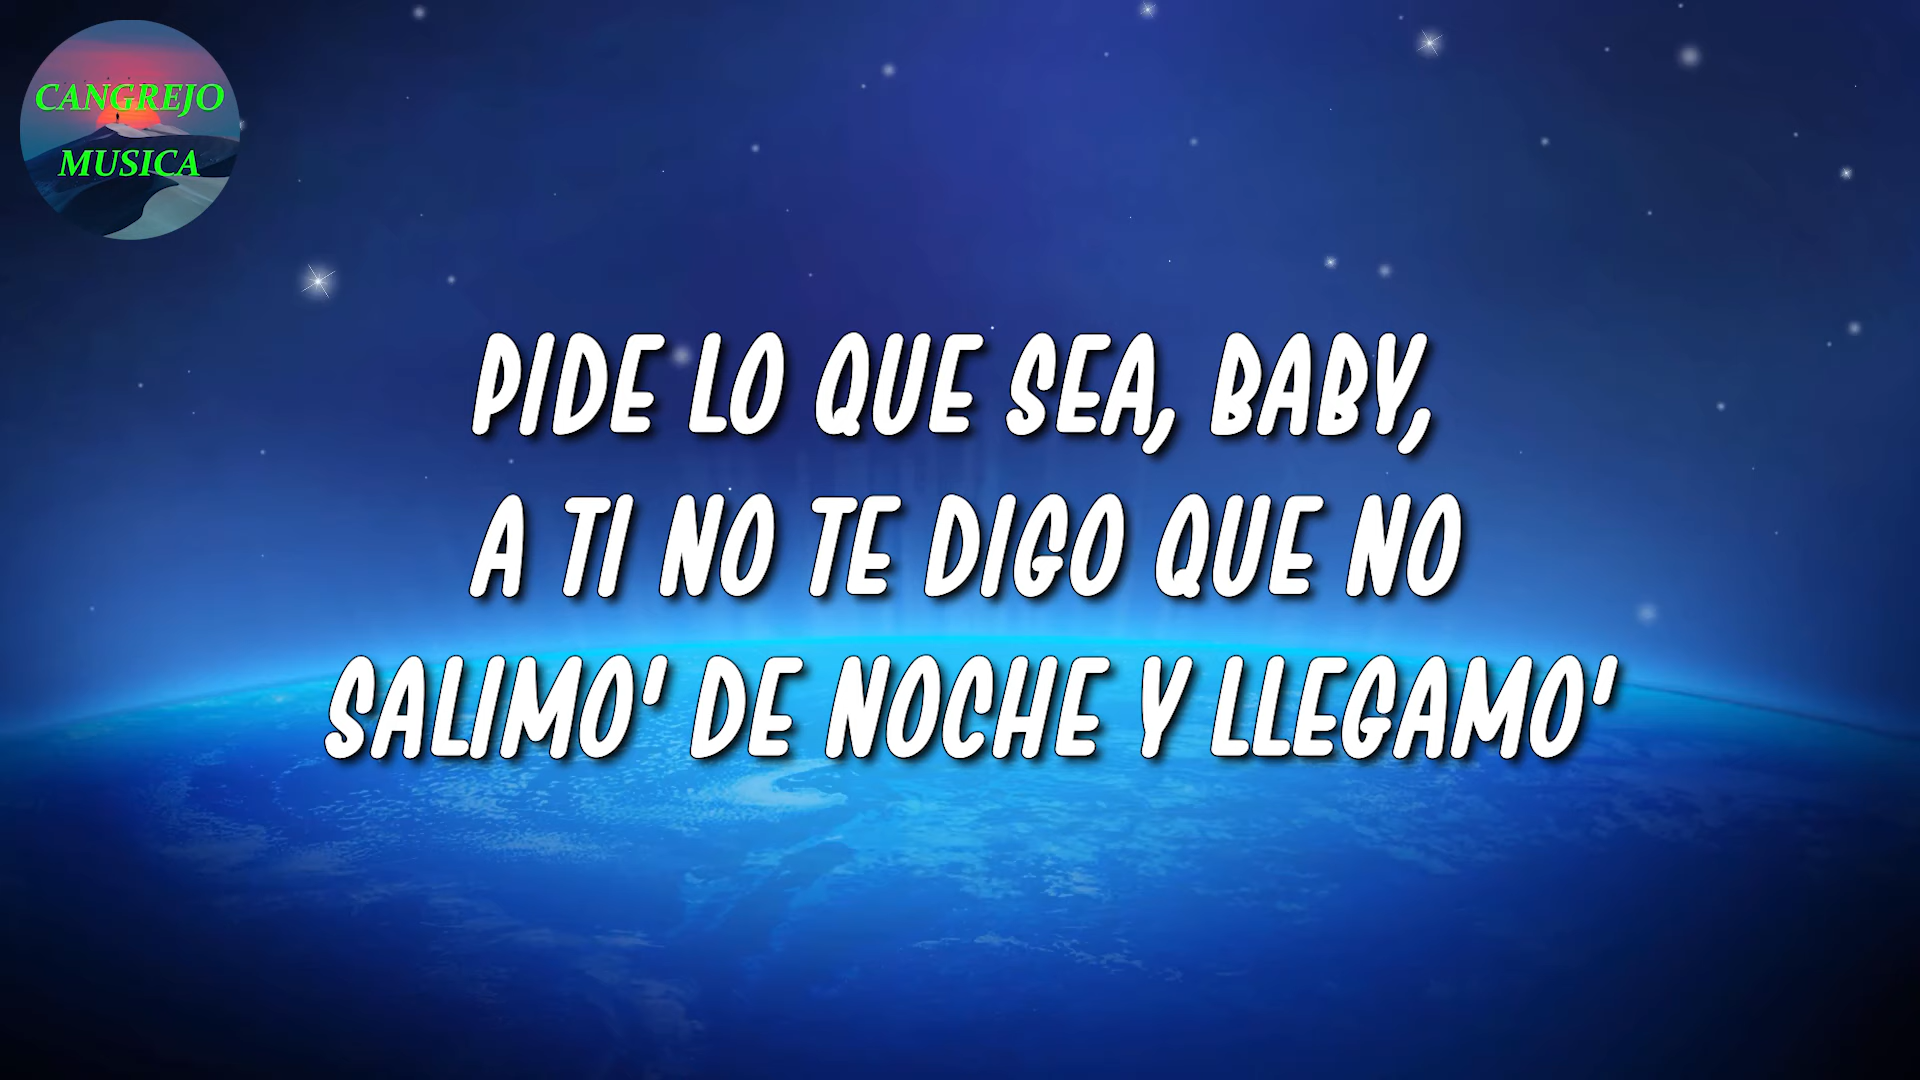 CANGREJO
MUSICA
PIDE LO QUE SEA, BABY,
A TI NO TE DIGO QUE NO
SALIMO' DE NOCHE Y LLEGAMO'